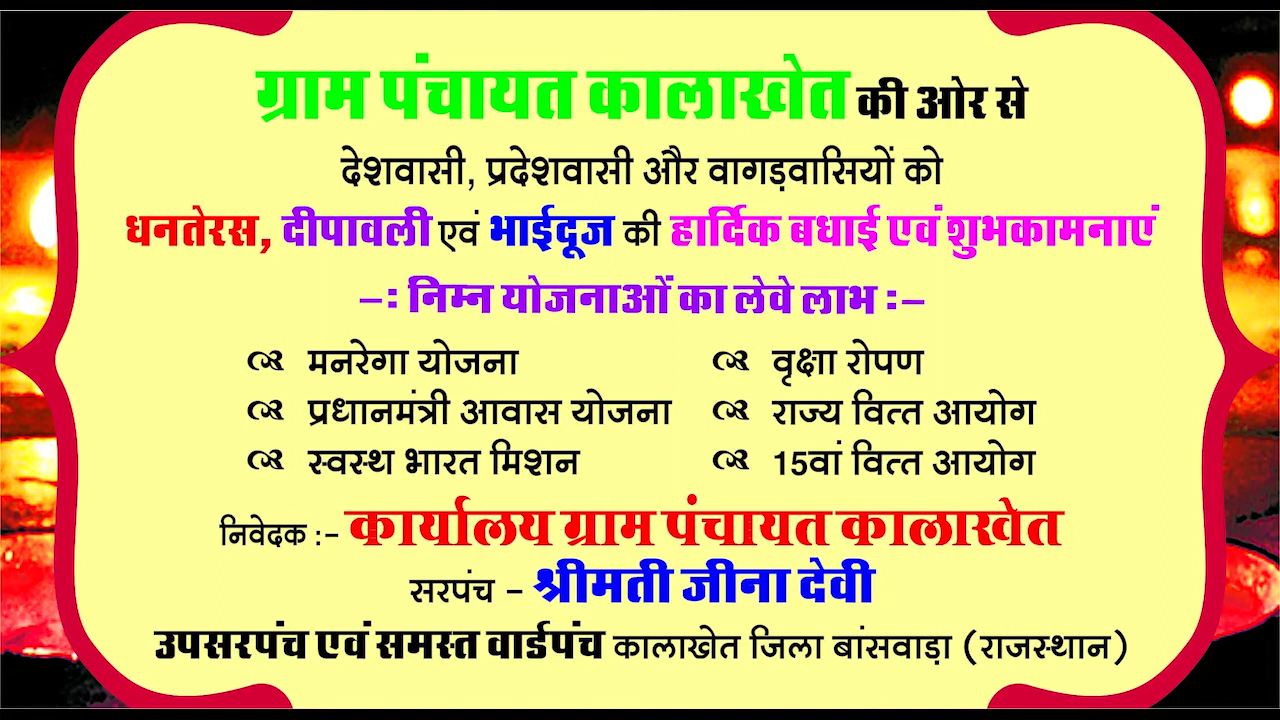 ग्राम पंचायत कालाखेत की ओर से
देशवासी, प्रदेशवासी और वागड़वासियों को
धनतेरस, दीपावली एवं भाईदूज की हार्दिक बधाई एवं शुभकामनाएं
–: निम्न योजनाओं का लेवे लाभ :–
मनरेगा योजना
वृक्षा रोपण
प्रधानमंत्री आवास योजना
राज्य वित्त आयोग
स्वस्थ भारत मिशन
15वां वित्त आयोग
निवेदक :- कार्यालय ग्राम पंचायत कालाखेत
सरपंच - श्रीमती जीना देवी
उपसरपंच एवं समस्त वार्डपंच कालाखेत जिला बांसवाड़ा (राजस्थान)